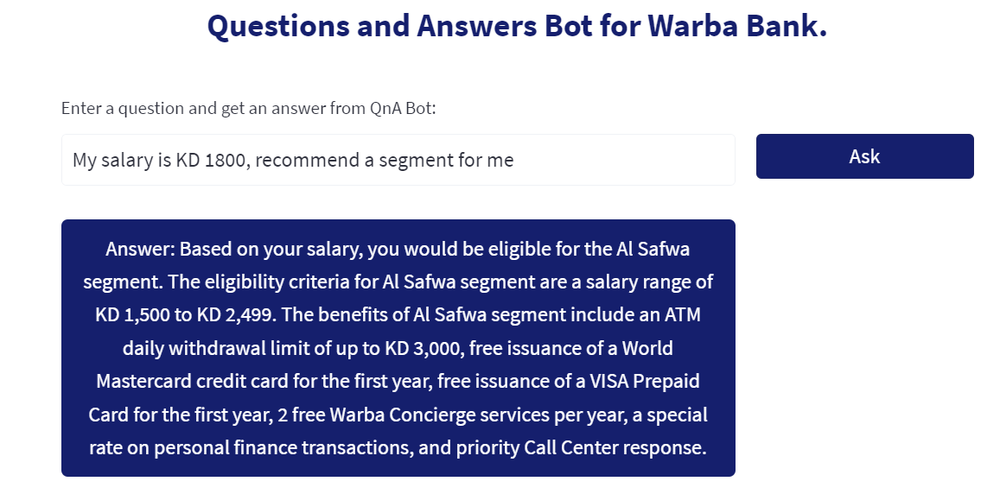 Questions and Answers Bot for Warba Bank.
Enter a question and get an answer from QnA Bot:
My salary is KD 1800, recommend a segment for me
Ask
Answer: Based on your salary, you would be eligible for the Al Safwa
segment. The eligibility criteria for Al Safwa segment are a salary range of
KD 1,500 to KD 2,499. The benefits of Al Safwa segment include an ATM
daily withdrawal limit of up to KD 3,000, free issuance of a World
Mastercard credit card for the first year, free issuance of a VISA Prepaid
Card for the first year, 2 free Warba Concierge services per year, a special
rate on personal finance transactions, and priority Call Center response.